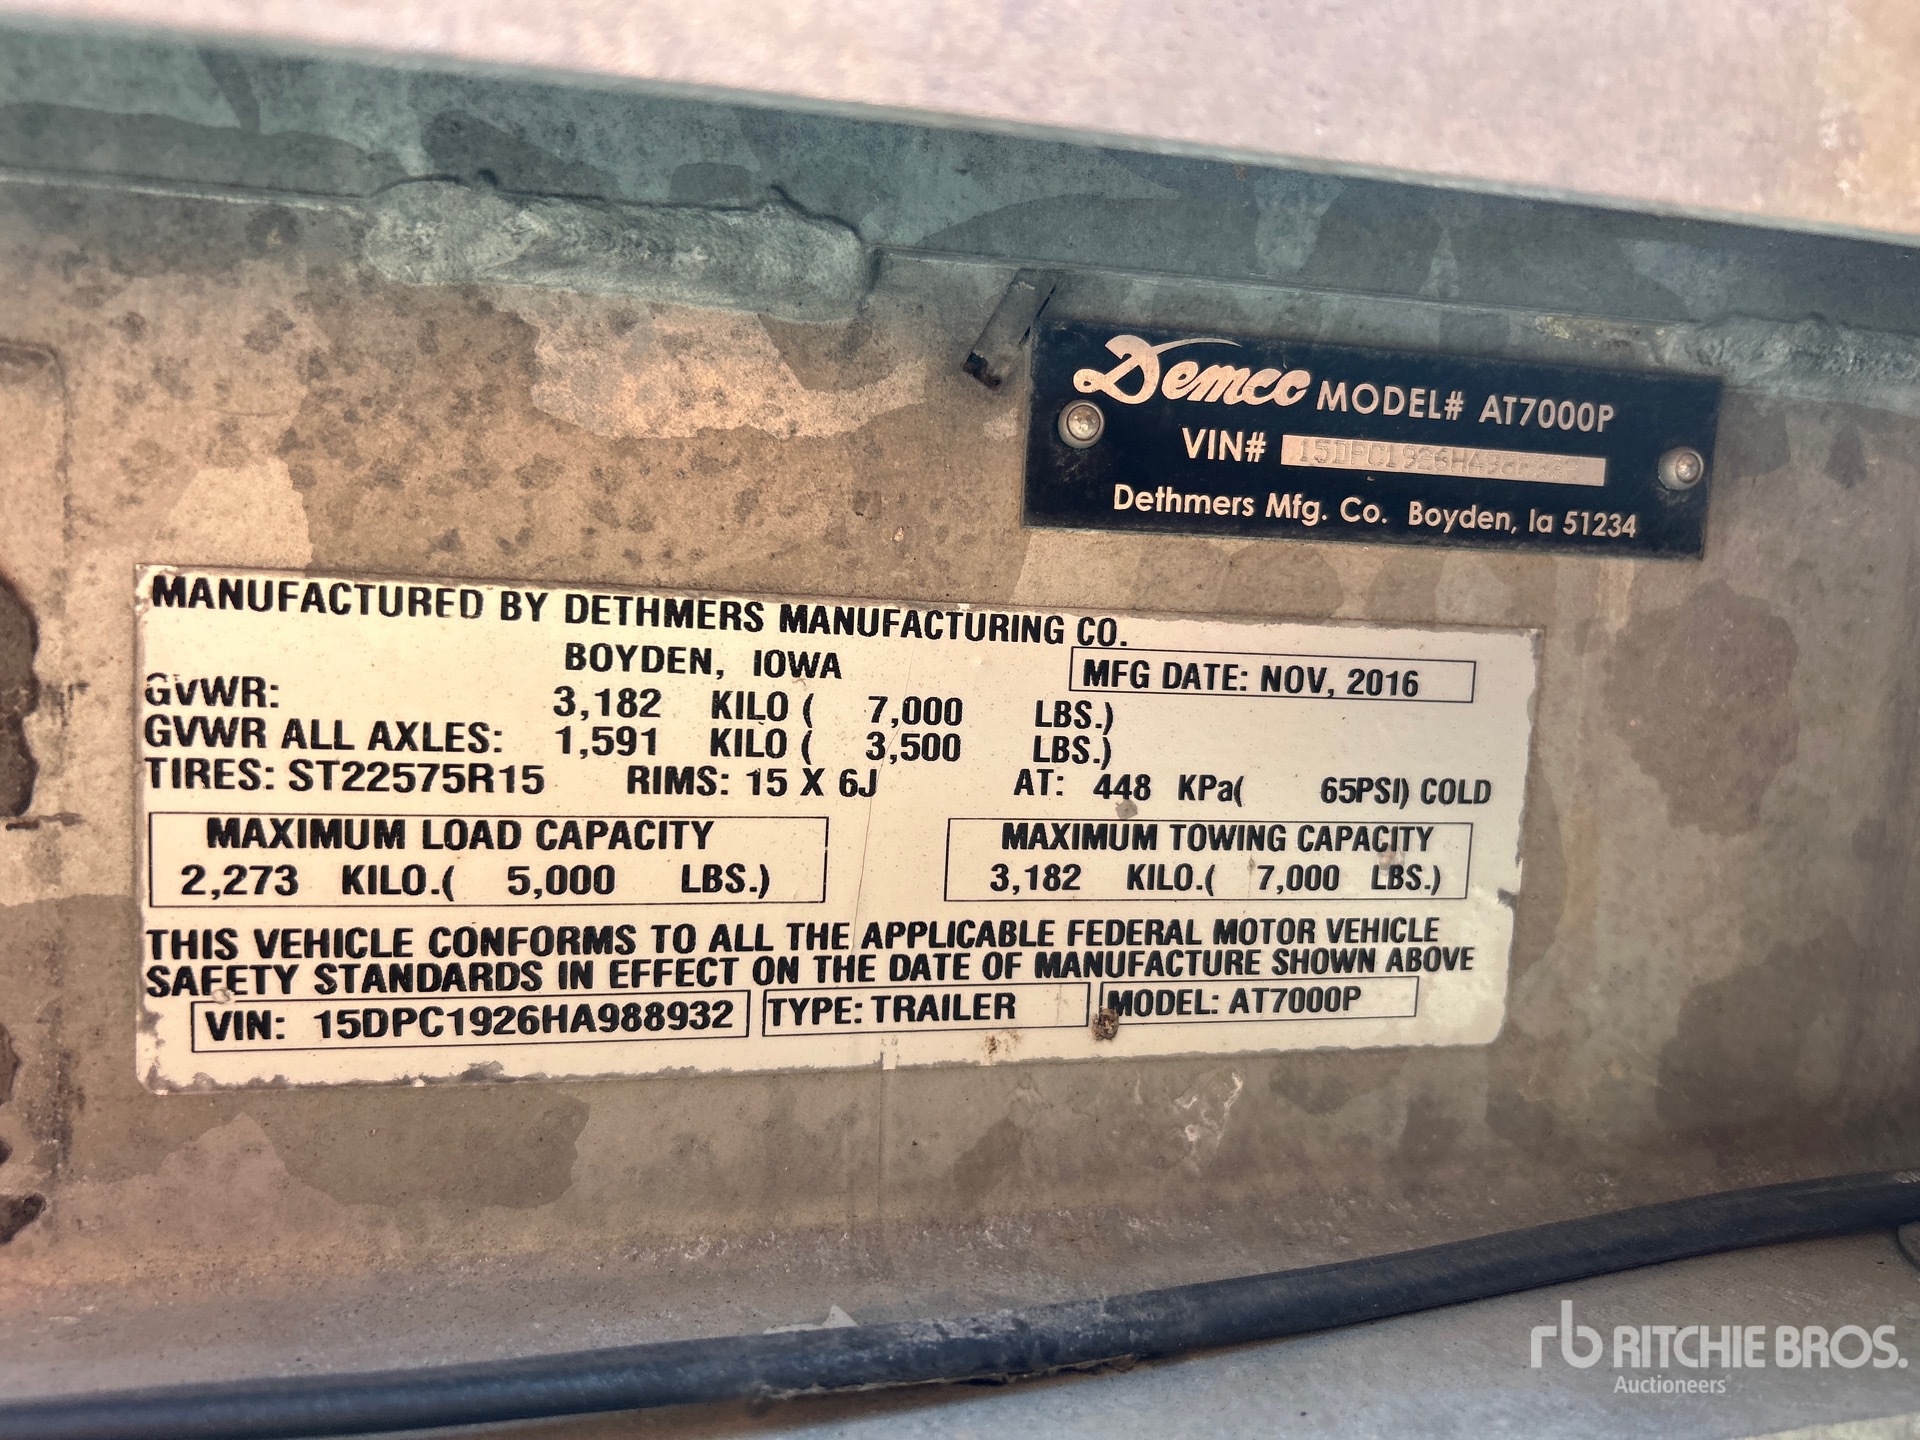 Demco MODEL# AT7000P
VIN# 15DPC1926HA988932
Dethmers Mfg. Co. Boyden, Ia 51234
MANUFACTURED BY DETHMERS MANUFACTURING CO.
BOYDEN, IOWA
MFG DATE: NOV, 2016
GVWR: 3,182 KILO ( 7,000 LBS.)
GVWR ALL AXLES: 1,591 KILO ( 3,500 LBS.)
TIRES: ST22575R15 RIMS: 15 X 6J AT: 448 KPa( 65PSI) COLD
MAXIMUM LOAD CAPACITY
2,273 KILO.( 5,000 LBS.)
MAXIMUM TOWING CAPACITY
3,182 KILO.( 7,000 LBS.)
THIS VEHICLE CONFORMS TO ALL THE APPLICABLE FEDERAL MOTOR VEHICLE
SAFETY STANDARDS IN EFFECT ON THE DATE OF MANUFACTURE SHOWN ABOVE
VIN: 15DPC1926HA988932 TYPE: TRAILER MODEL: AT7000P
rb RITCHIE BROS.
Auctioneers